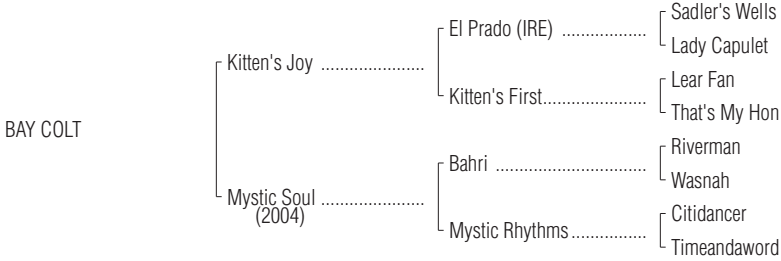 Sadler's Wells
El Prado (IRE) ..................
Lady Capulet
Kitten's Joy ......................
Lear Fan
Kitten's First......................
That's My Hon
BAY COLT
Riverman
Bahri ................................
Wasnah
Mystic Soul ......................
(2004)
Citidancer
Mystic Rhythms................
Timeandaword